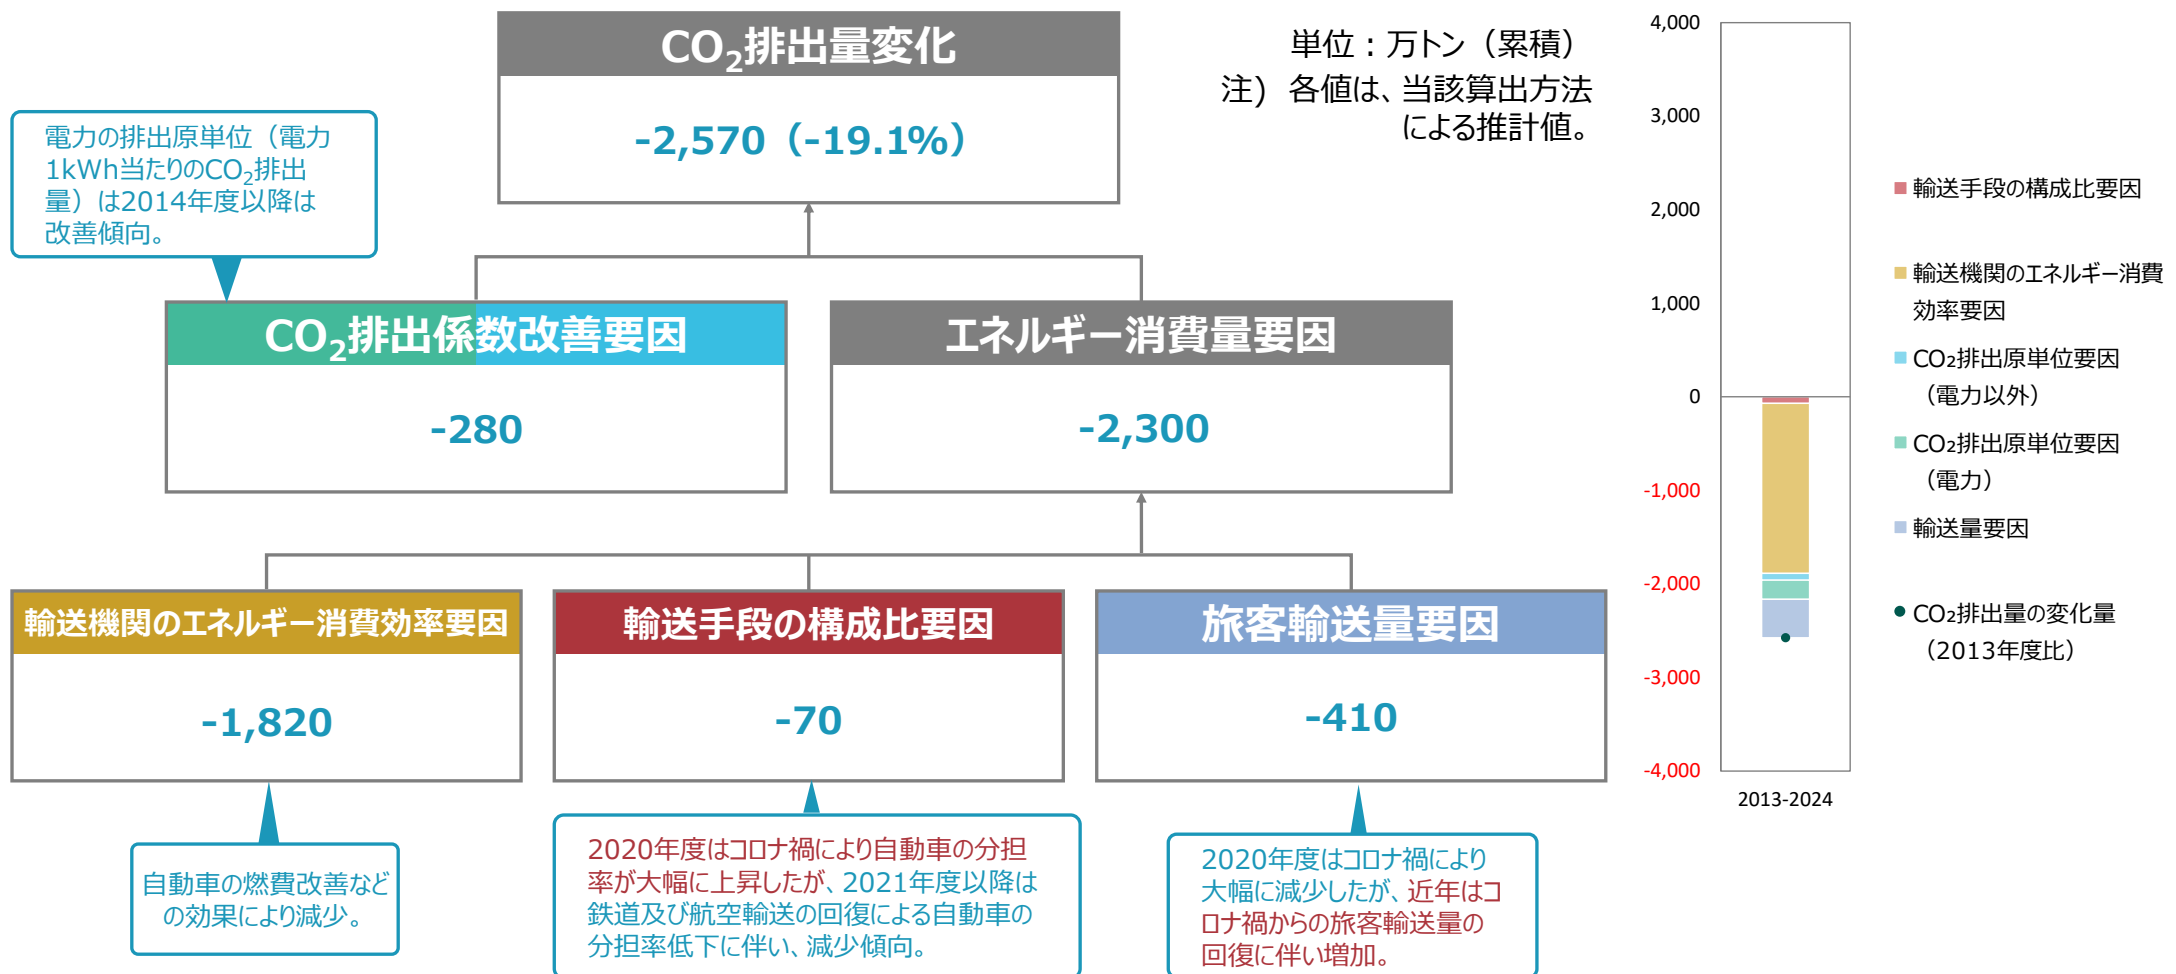 CO₂排出量変化
-2,570（-19.1%）
単位：万トン（累積）
注） 各値は、当該算出方法
による推計値。
電力の排出原単位（電力
1kWh当たりのCO₂排出
量）は2014年度以降は
改善傾向。
CO₂排出係数改善要因
-280
エネルギー消費量要因
-2,300
輸送機関のエネルギー消費効率要因
-1,820
輸送手段の構成比要因
-70
旅客輸送量要因
-410
自動車の燃費改善など
の効果により減少。
2020年度はコロナ禍により自動車の分担
率が大幅に上昇したが、2021年度以降は
鉄道及び航空輸送の回復による自動車の
分担率低下に伴い、減少傾向。
2020年度はコロナ禍により
大幅に減少したが、近年はコ
ロナ禍からの旅客輸送量の
回復に伴い増加。
4,000
3,000
2,000
1,000
0
-1,000
-2,000
-3,000
-4,000
2013-2024
輸送手段の構成比要因
輸送機関のエネルギー消費
効率要因
CO₂排出原単位要因
（電力以外）
CO₂排出原単位要因
（電力）
輸送量要因
CO₂排出量の変化量
（2013年度比）